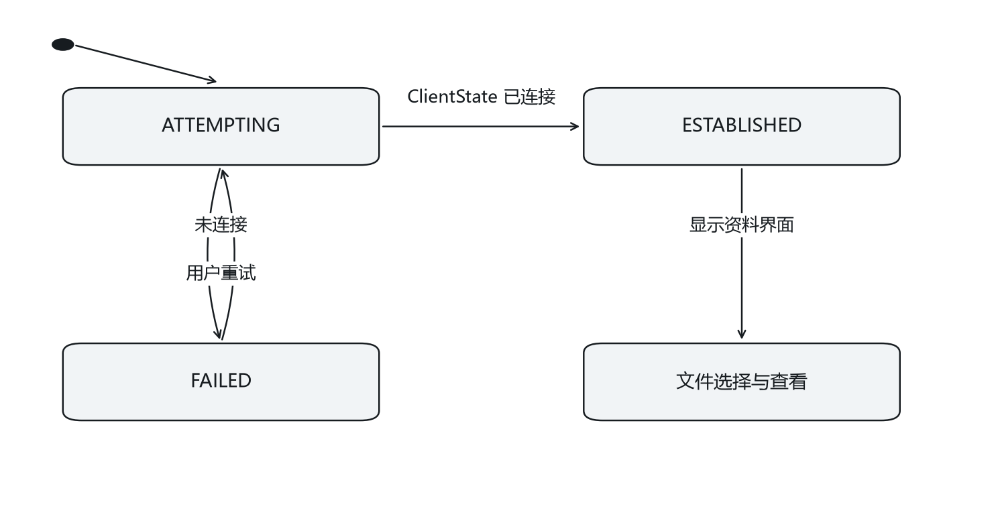 ClientState 已连接
ATTEMPTING
ESTABLISHED
未连接
显示资料界面
用户重试
FAILED
文件选择与查看